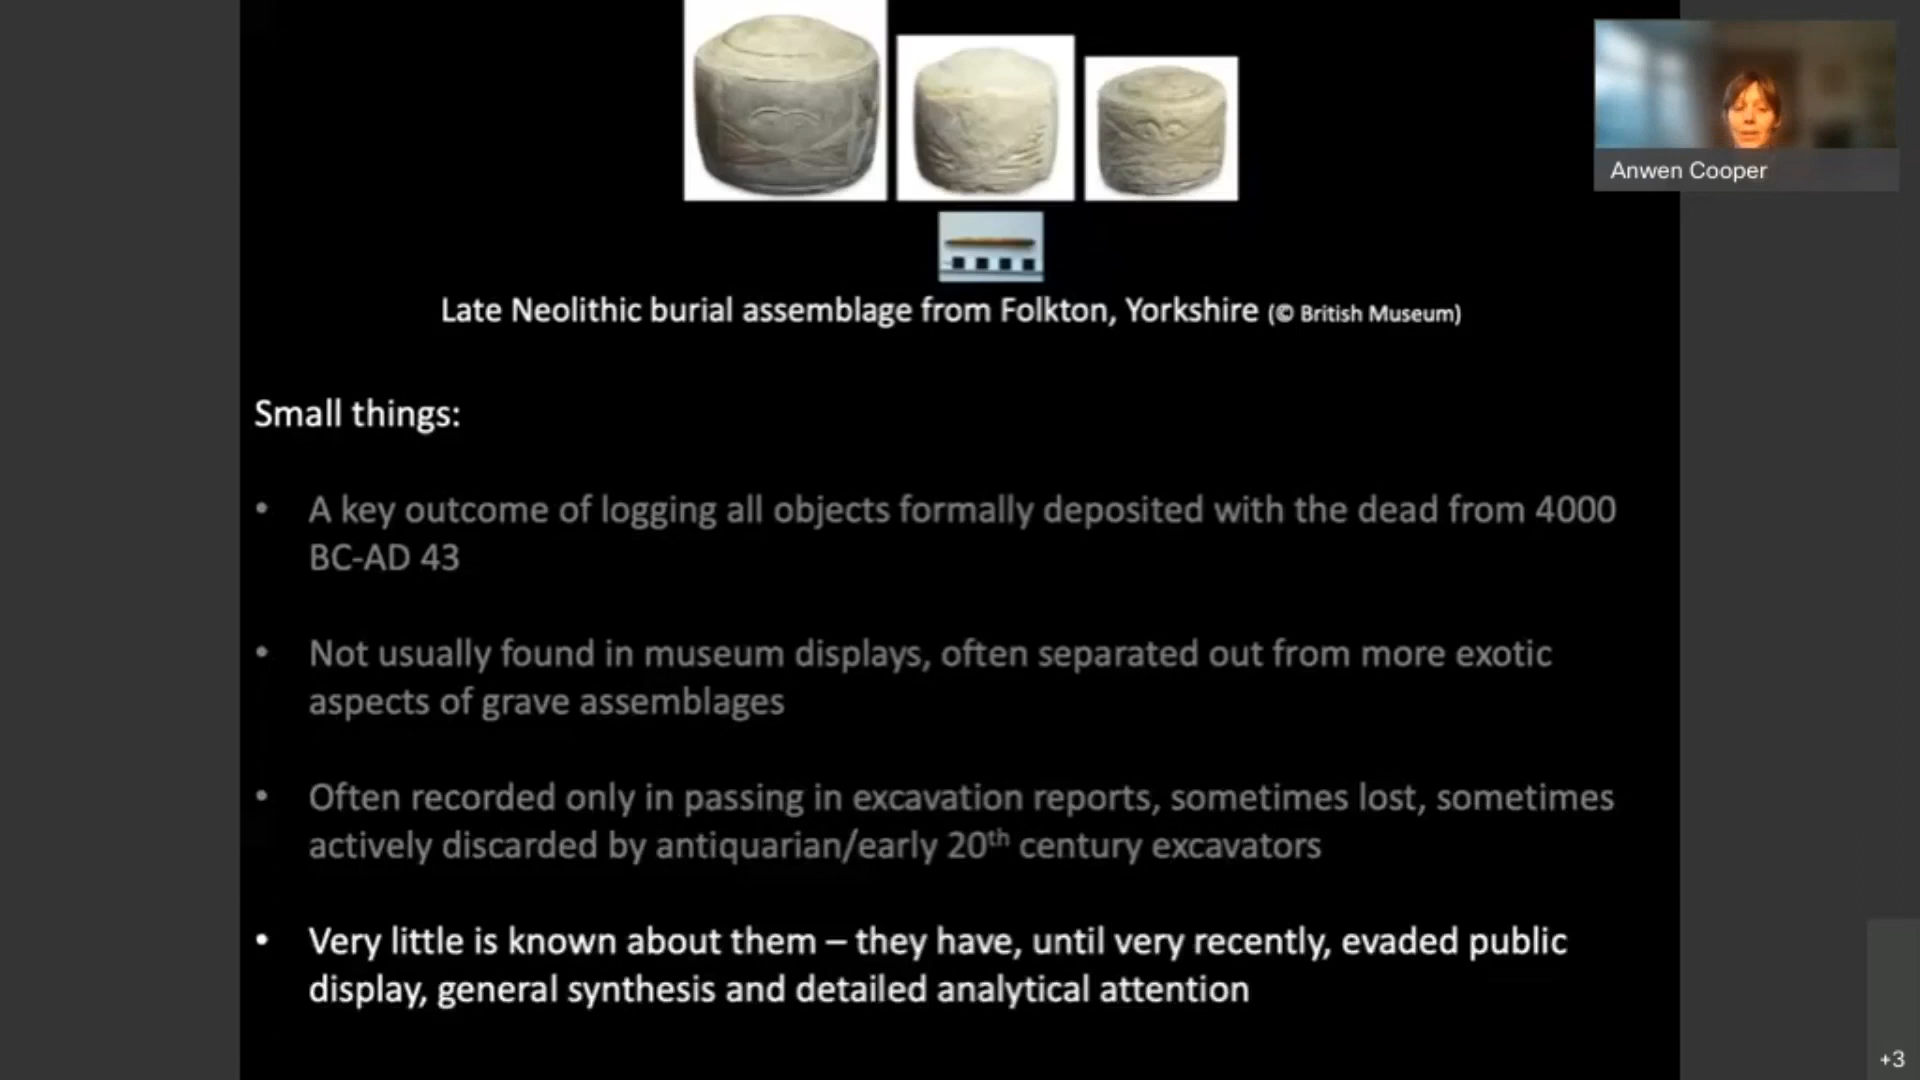 Anwen Cooper
Late Neolithic burial assemblage from Folkton, Yorkshire (© British Museum)
Small things:
• A key outcome of logging all objects formally deposited with the dead from 4000
BC-AD 43
• Not usually found in museum displays, often separated out from more exotic
aspects of grave assemblages
• Often recorded only in passing in excavation reports, sometimes lost, sometimes
actively discarded by antiquarian/early 20th century excavators
• Very little is known about them – they have, until very recently, evaded public
display, general synthesis and detailed analytical attention
+3